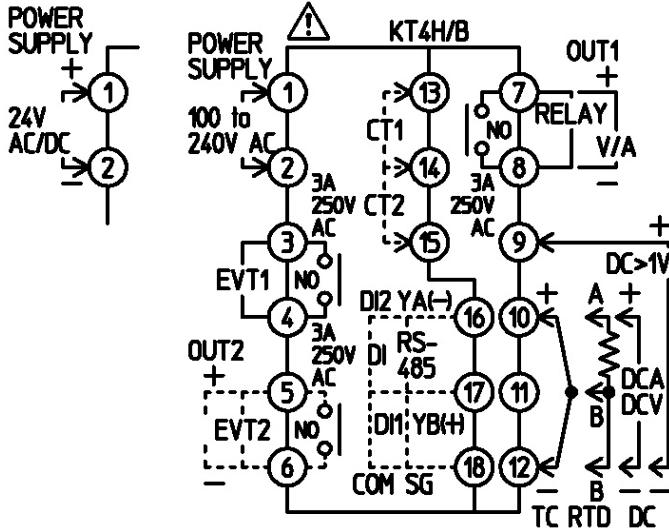 POWER
SUPPLY
+
1
24V
AC/DC
2
−
POWER
SUPPLY
1
100 to
240V AC
2
3A
250V
AC
3
EVT1
NO
4
3A
250V
AC
OUT2
+
5
EVT2
NO
6
−
KT4H/B
13
CT1
14
CT2
15
DI2 YA(−)
16
DI
RS-
485
17
DI1 YB(+)
18
COM SG
OUT1
+
7
NO
RELAY
V/A
8
−
3A
250V
AC
9
+
DC>1V
10
+
A
+
11
B
DCA
DCV
12
−
B
−
−
TC RTD DC